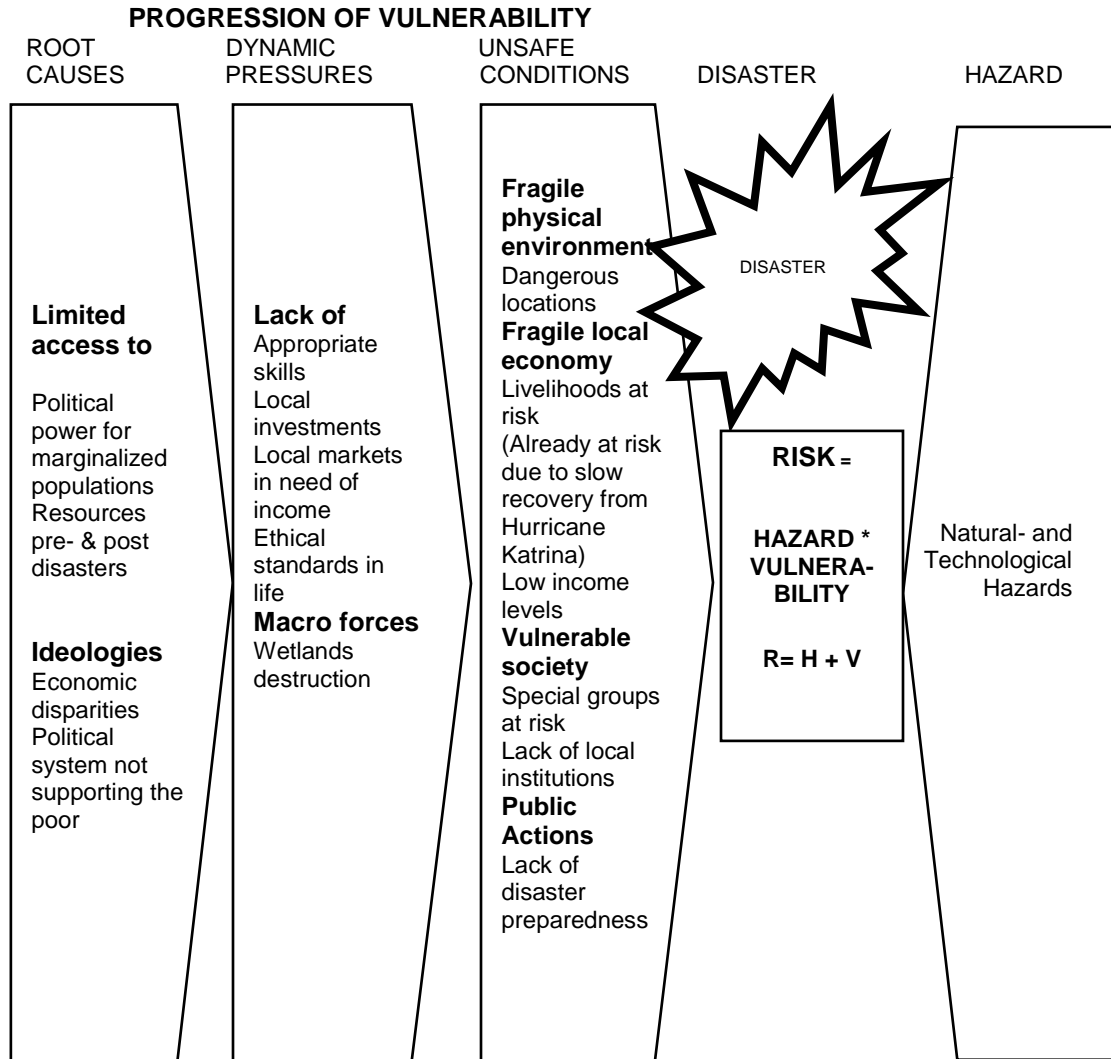 PROGRESSION OF VULNERABILITY
ROOT
CAUSES
DYNAMIC
PRESSURES
UNSAFE
CONDITIONS
DISASTER
HAZARD
Limited
access to
Political
power for
marginalized
populations
Resources
pre- & post
disasters
Ideologies
Economic
disparities
Political
system not
supporting the
poor
Lack of
Appropriate
skills
Local
investments
Local markets
in need of
income
Ethical
standards in
life
Macro forces
Wetlands
destruction
Fragile
physical
environment
Dangerous
locations
Fragile local
economy
Livelihoods at
risk
(Already at risk
due to slow
recovery from
Hurricane
Katrina)
Low income
levels
Vulnerable
society
Special groups
at risk
Lack of local
institutions
Public
Actions
Lack of
disaster
preparedness
DISASTER
RISK =
HAZARD *
VULNERA-
BILITY
R= H + V
Natural- and
Technological
Hazards